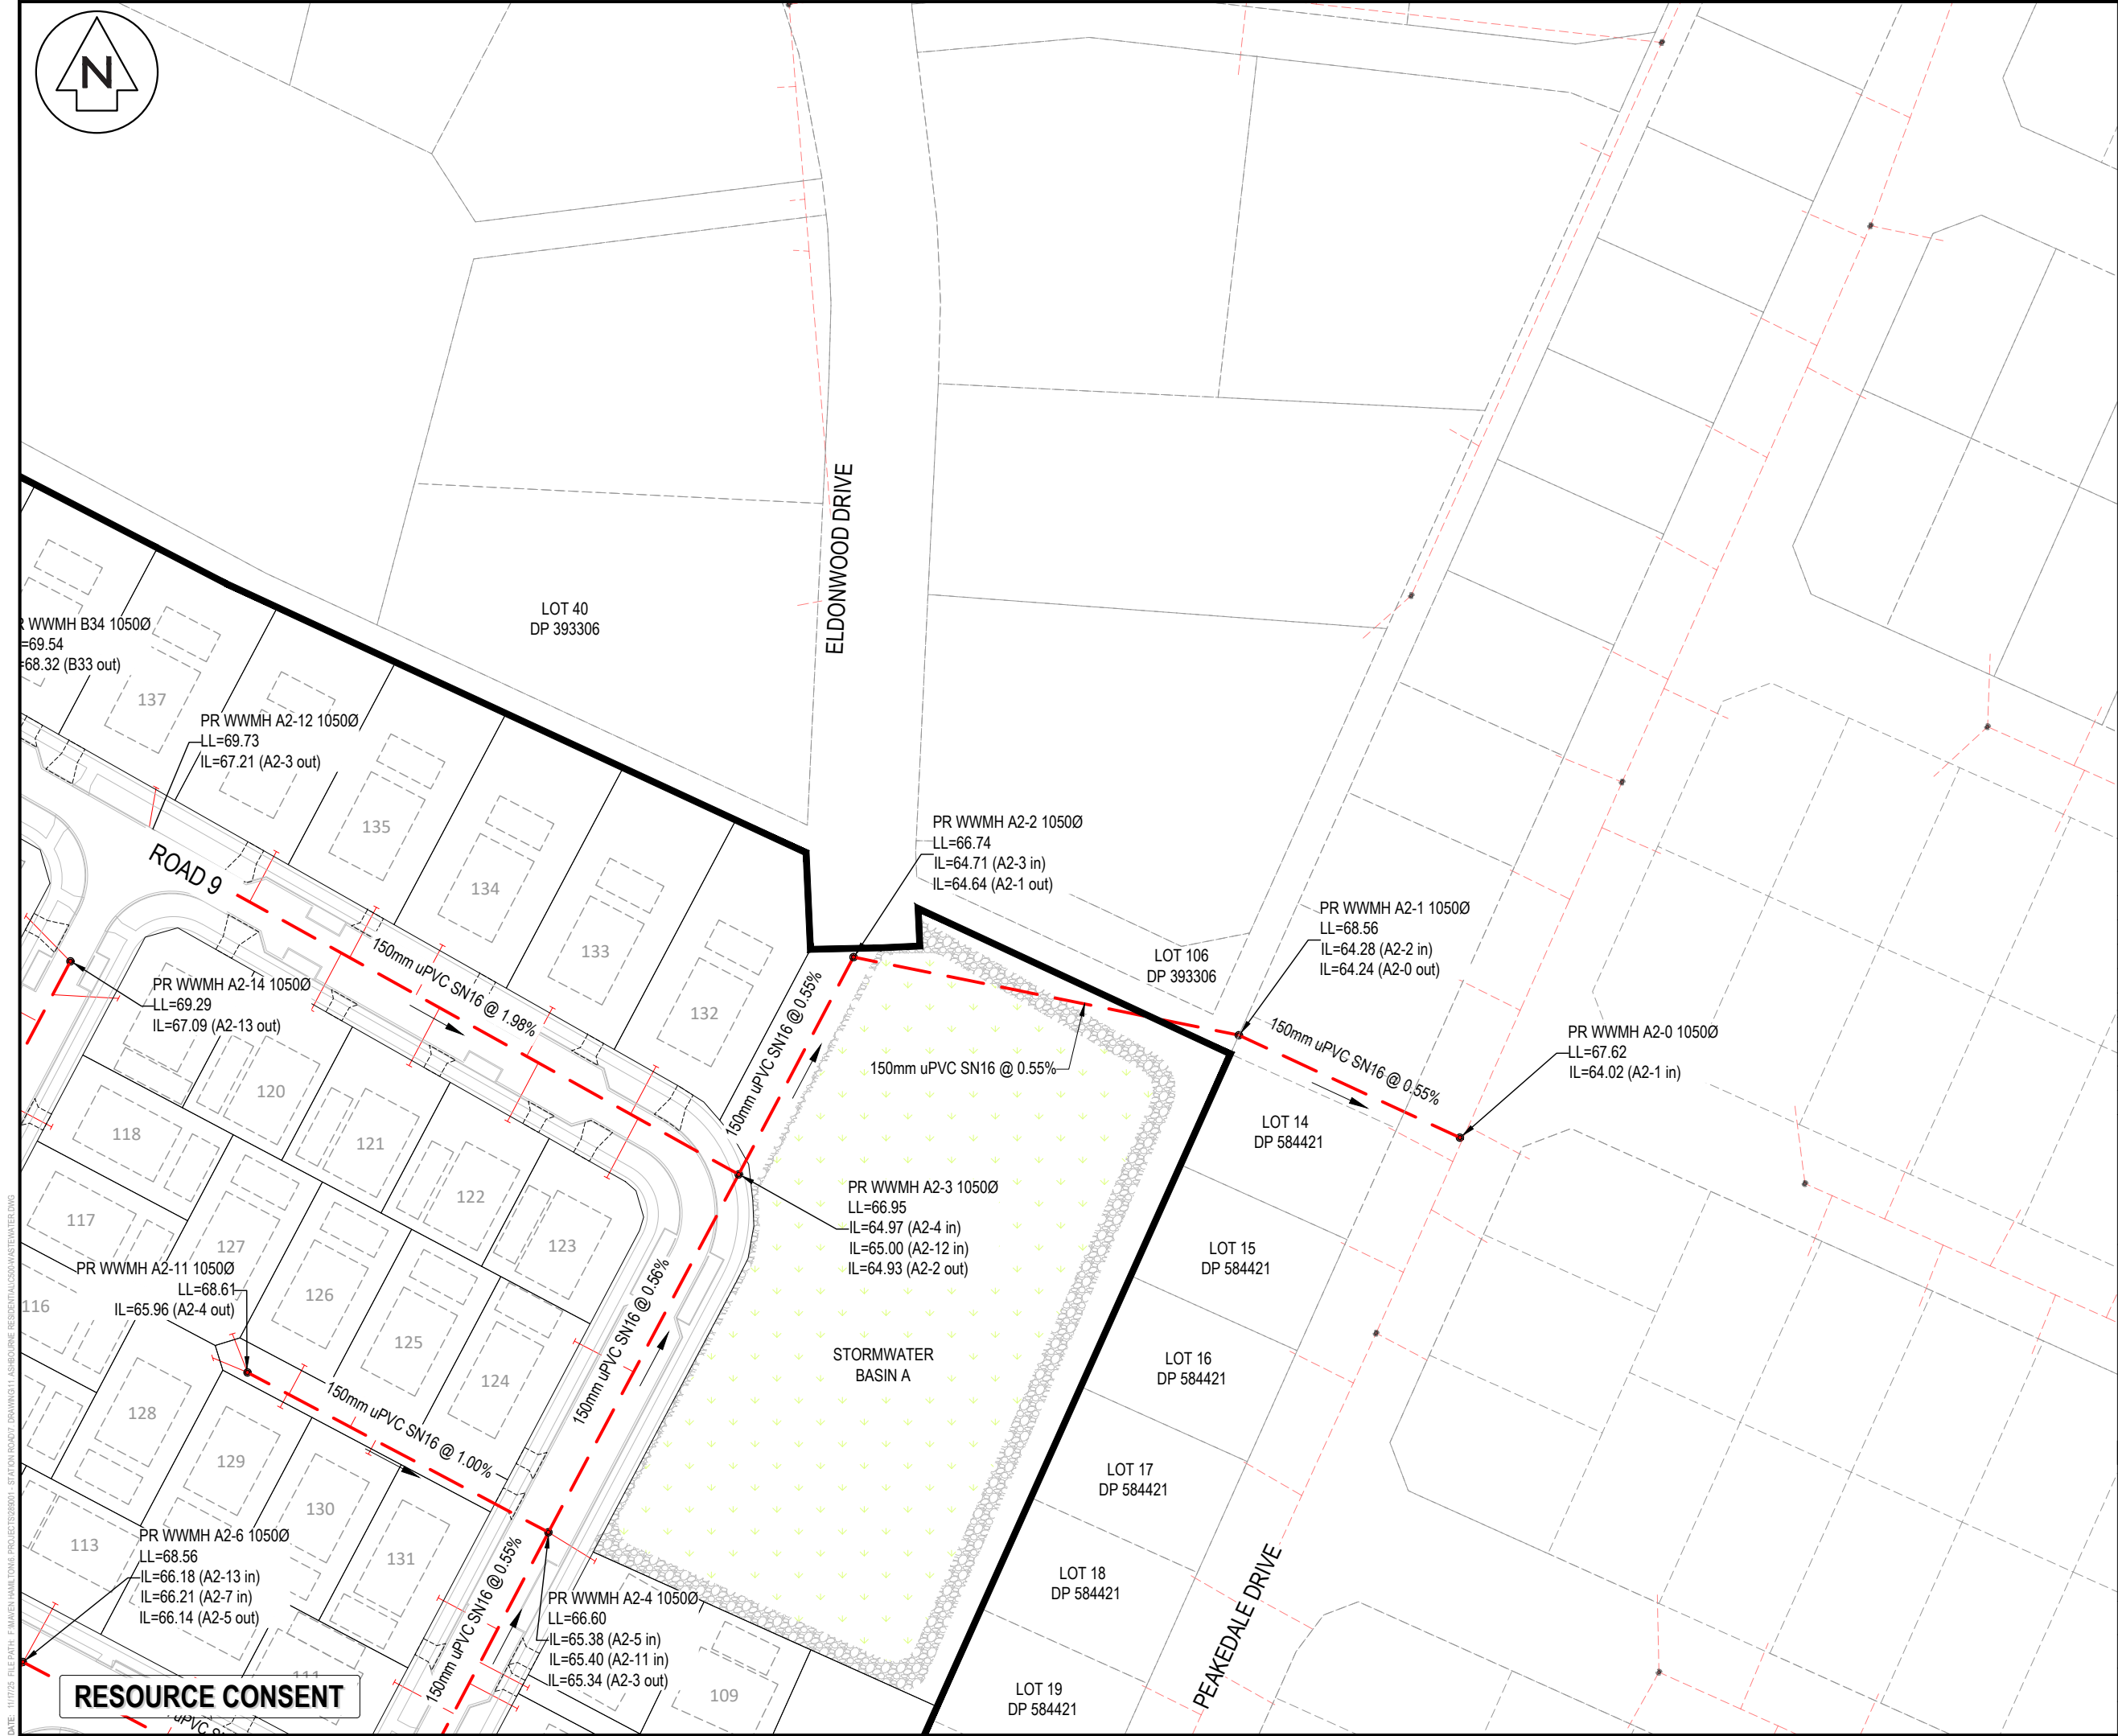 N
ELDONWOOD DRIVE
LOT 40
DP 393306
WWMH B34 1050Ø
=69.54
=68.32 (B33 out)
137
PR WWMH A2-12 1050Ø
LL=69.73
IL=67.21 (A2-3 out)
135
134
133
132
ROAD 9
150mm uPVC SN16 @ 1.98%
PR WWMH A2-2 1050Ø
LL=66.74
IL=64.71 (A2-3 in)
IL=64.64 (A2-1 out)
LOT 106
DP 393306
PR WWMH A2-1 1050Ø
LL=68.56
IL=64.28 (A2-2 in)
IL=64.24 (A2-0 out)
150mm uPVC SN16 @ 0.55%
PR WWMH A2-0 1050Ø
LL=67.62
IL=64.02 (A2-1 in)
150mm uPVC SN16 @ 0.55%
150mm uPVC SN16 @ 0.55%
PR WWMH A2-14 1050Ø
LL=69.29
IL=67.09 (A2-13 out)
120
118
121
122
117
127
123
126
116
125
124
PR WWMH A2-11 1050Ø
LL=68.61
IL=65.96 (A2-4 out)
PR WWMH A2-3 1050Ø
LL=66.95
IL=64.97 (A2-4 in)
IL=65.00 (A2-12 in)
IL=64.93 (A2-2 out)
LOT 14
DP 584421
LOT 15
DP 584421
LOT 16
DP 584421
LOT 17
DP 584421
LOT 18
DP 584421
LOT 19
DP 584421
STORMWATER
BASIN A
150mm uPVC SN16 @ 0.56%
150mm uPVC SN16 @ 1.00%
128
129
130
131
113
PR WWMH A2-6 1050Ø
LL=68.56
IL=66.18 (A2-13 in)
IL=66.21 (A2-7 in)
IL=66.14 (A2-5 out)
150mm uPVC SN16 @ 0.55%
PR WWMH A2-4 1050Ø
LL=66.60
IL=65.38 (A2-5 in)
IL=65.40 (A2-11 in)
IL=65.34 (A2-3 out)
109
111
PEAKEDALE DRIVE
RESOURCE CONSENT
uPVC